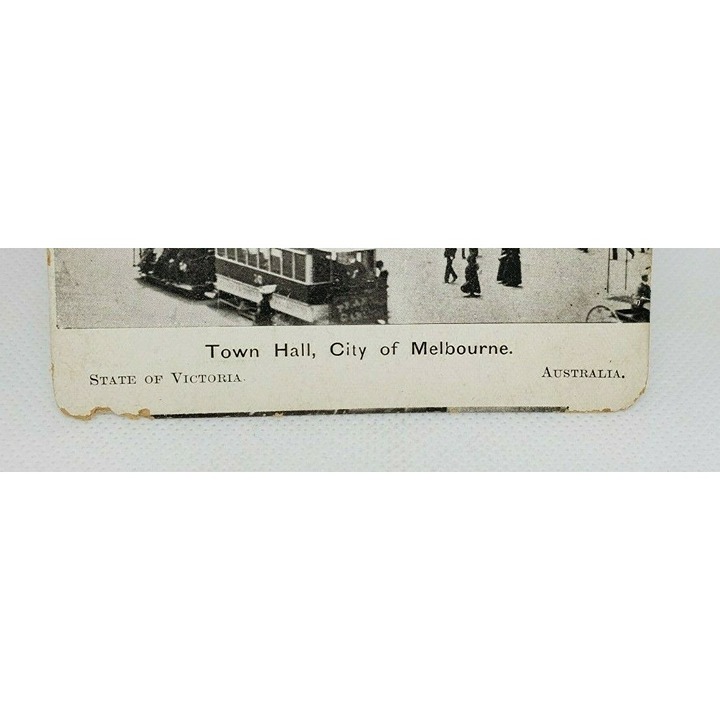 Town Hall, City of Melbourne.
STATE OF VICTORIA.
AUSTRALIA.